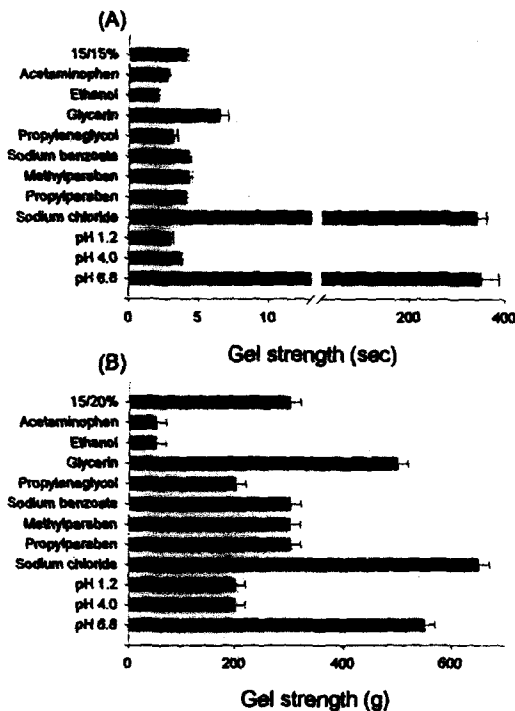 (A)
15/15%
Acetaminophen
Ethanol
Glycerin
Propyleneglycol
Sodium benzoate
Methylparaben
Propylparaben
Sodium chloride
pH 1.2
pH 4.0
pH 6.8
0 5 10 200 400
Gel strength (sec)
(B)
15/20%
Acetaminophen
Ethanol
Glycerin
Propyleneglycol
Sodium benzoate
Methylparaben
Propylparaben
Sodium chloride
pH 1.2
pH 4.0
pH 6.8
0 200 400 600
Gel strength (g)